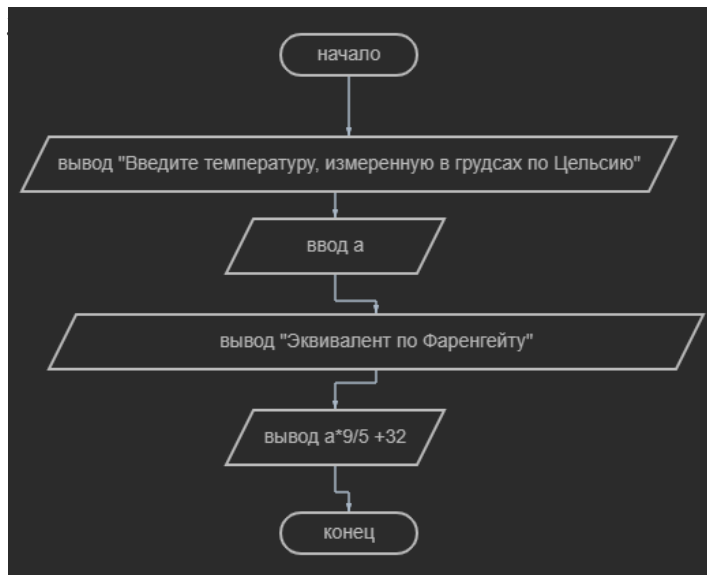 начало
вывод "Введите температуру, измеренную в грудсах по Цельсию"
ввод a
вывод "Эквивалент по Фаренгейту"
вывод a*9/5 +32
конец